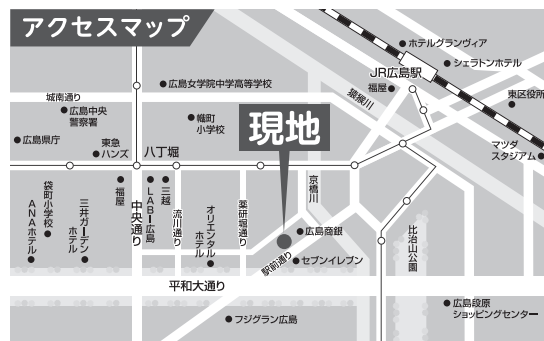 アクセスマップ
ホテルグランヴィア
シェラトンホテル
JR広島駅
福屋
猿猴川
東区役所
広島女学院中学高等学校
城南通り
広島中央
警察署
幟町
小学校
現地
広島県庁
東急
ハンズ
八丁堀
マツダ
スタジアム
京橋川
袋町小学校
ANAホテル
三井ガーデン
ホテル
福屋
中央通り
LABI広島
三越
流川通り
オリエンタル
ホテル
薬研堀通り
広島商銀
駅前通り
セブンイレブン
比治山公園
平和大通り
フジグラン広島
広島段原
ショッピングセンター